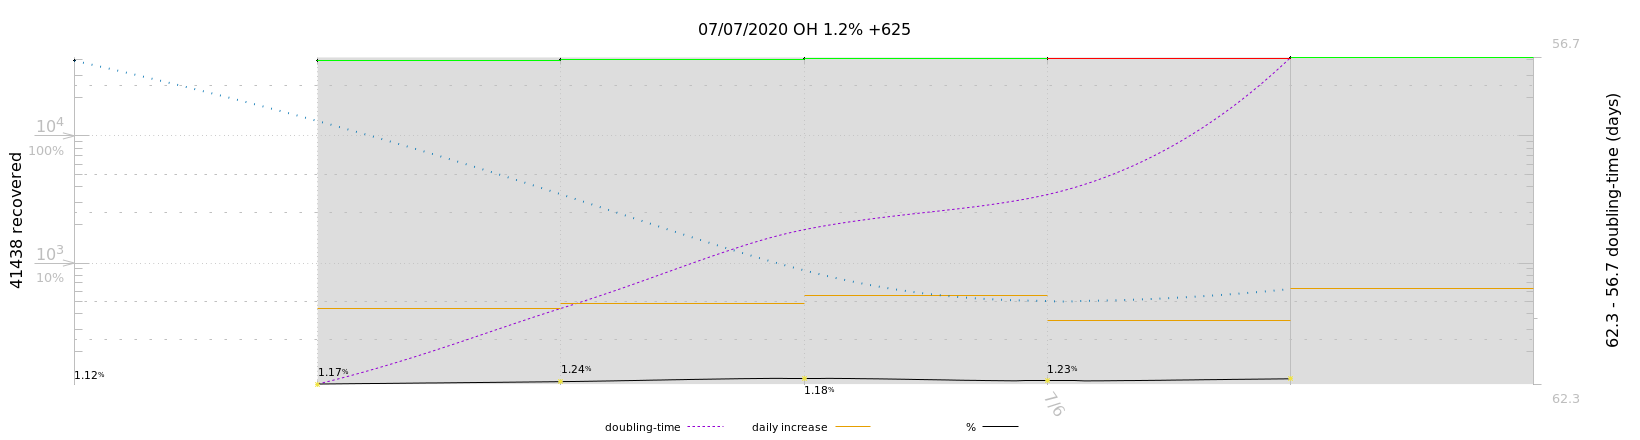 07/07/2020 OH 1.2% +625
56.7
10⁴
100%
10³
10%
41438 recovered
62.3 - 56.7 doubling-time (days)
1.12%
1.17%
1.24%
1.18%
1.23%
7/6
62.3
doubling-time
daily increase
%